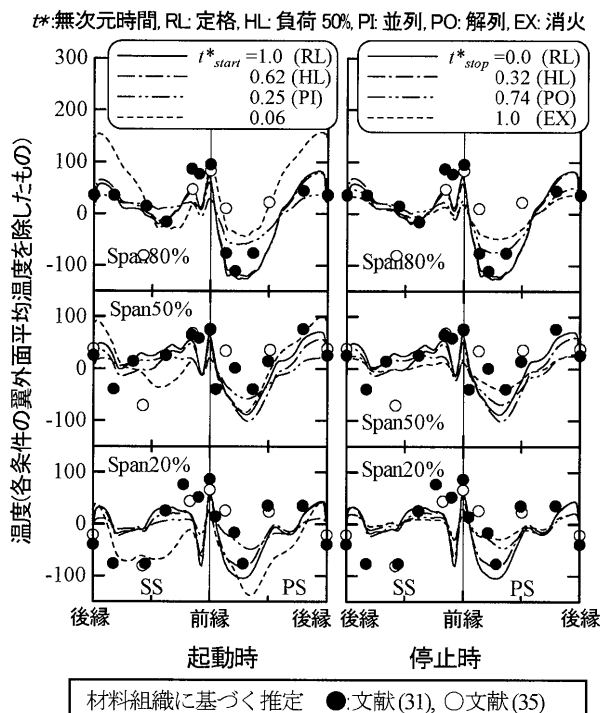 t*:無次元時間, RL: 定格, HL: 負荷 50%, PI: 並列, PO: 解列, EX: 消火
温度(各条件の翼外面平均温度を除したもの)
t*start =1.0 (RL)
0.62 (HL)
0.25 (PI)
0.06
t*stop =0.0 (RL)
0.32 (HL)
0.74 (PO)
1.0 (EX)
300
200
100
0
-100
Span80%
Span80%
100
0
-100
Span50%
Span50%
100
0
-100
Span20%
Span20%
SS
PS
SS
PS
後縁
前縁
後縁
後縁
前縁
後縁
起動時
停止時
材料組織に基づく推定 ●:文献(31), ○文献(35)